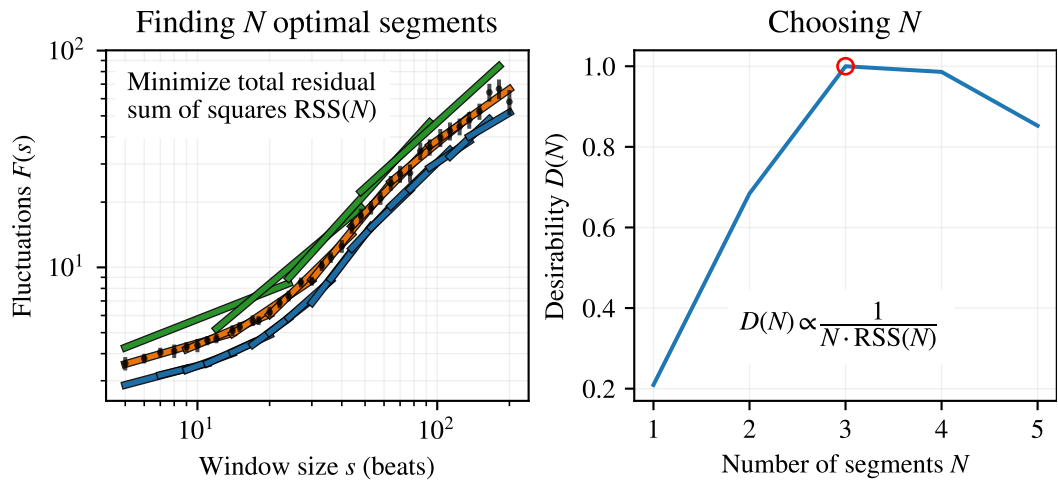 Finding N optimal segments
Minimize total residual
sum of squares RSS(N)
10²
10¹
Fluctuations F(s)
10¹ 10²
Window size s (beats)
Choosing N
1.0
0.8
0.6
0.4
0.2
Desirability D(N)
D(N) ∝ 1 / N · RSS(N)
1 2 3 4 5
Number of segments N